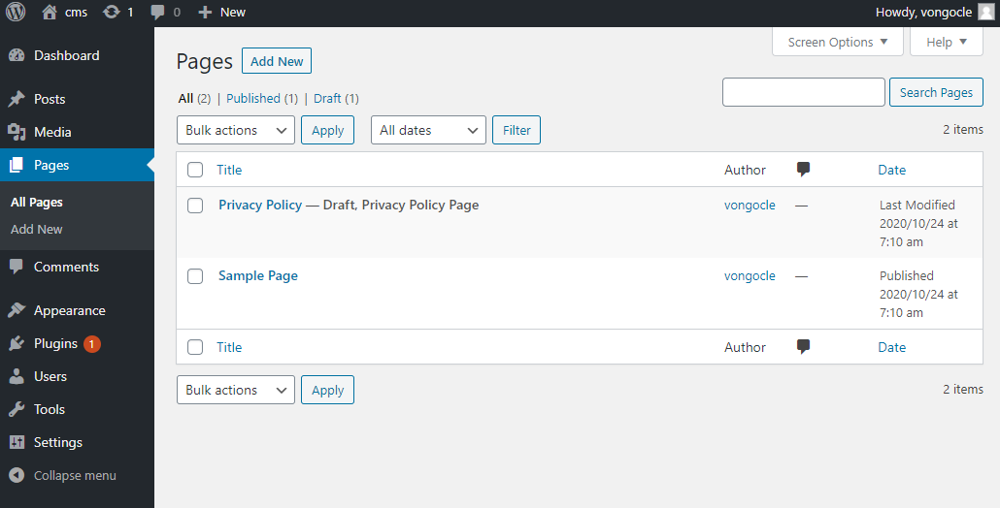 cms 1 0 New Howdy, vongocle
Dashboard
Posts
Media
Pages
All Pages
Add New
Comments
Appearance
Plugins 1
Users
Tools
Settings
Collapse menu
Screen Options Help
Pages Add New
All (2) | Published (1) | Draft (1)
Search Pages
Bulk actions Apply All dates Filter 2 items
Title Author Date
Privacy Policy — Draft, Privacy Policy Page vongocle — Last Modified
2020/10/24 at
7:10 am
Sample Page vongocle — Published
2020/10/24 at
7:10 am
Title Author Date
Bulk actions Apply 2 items